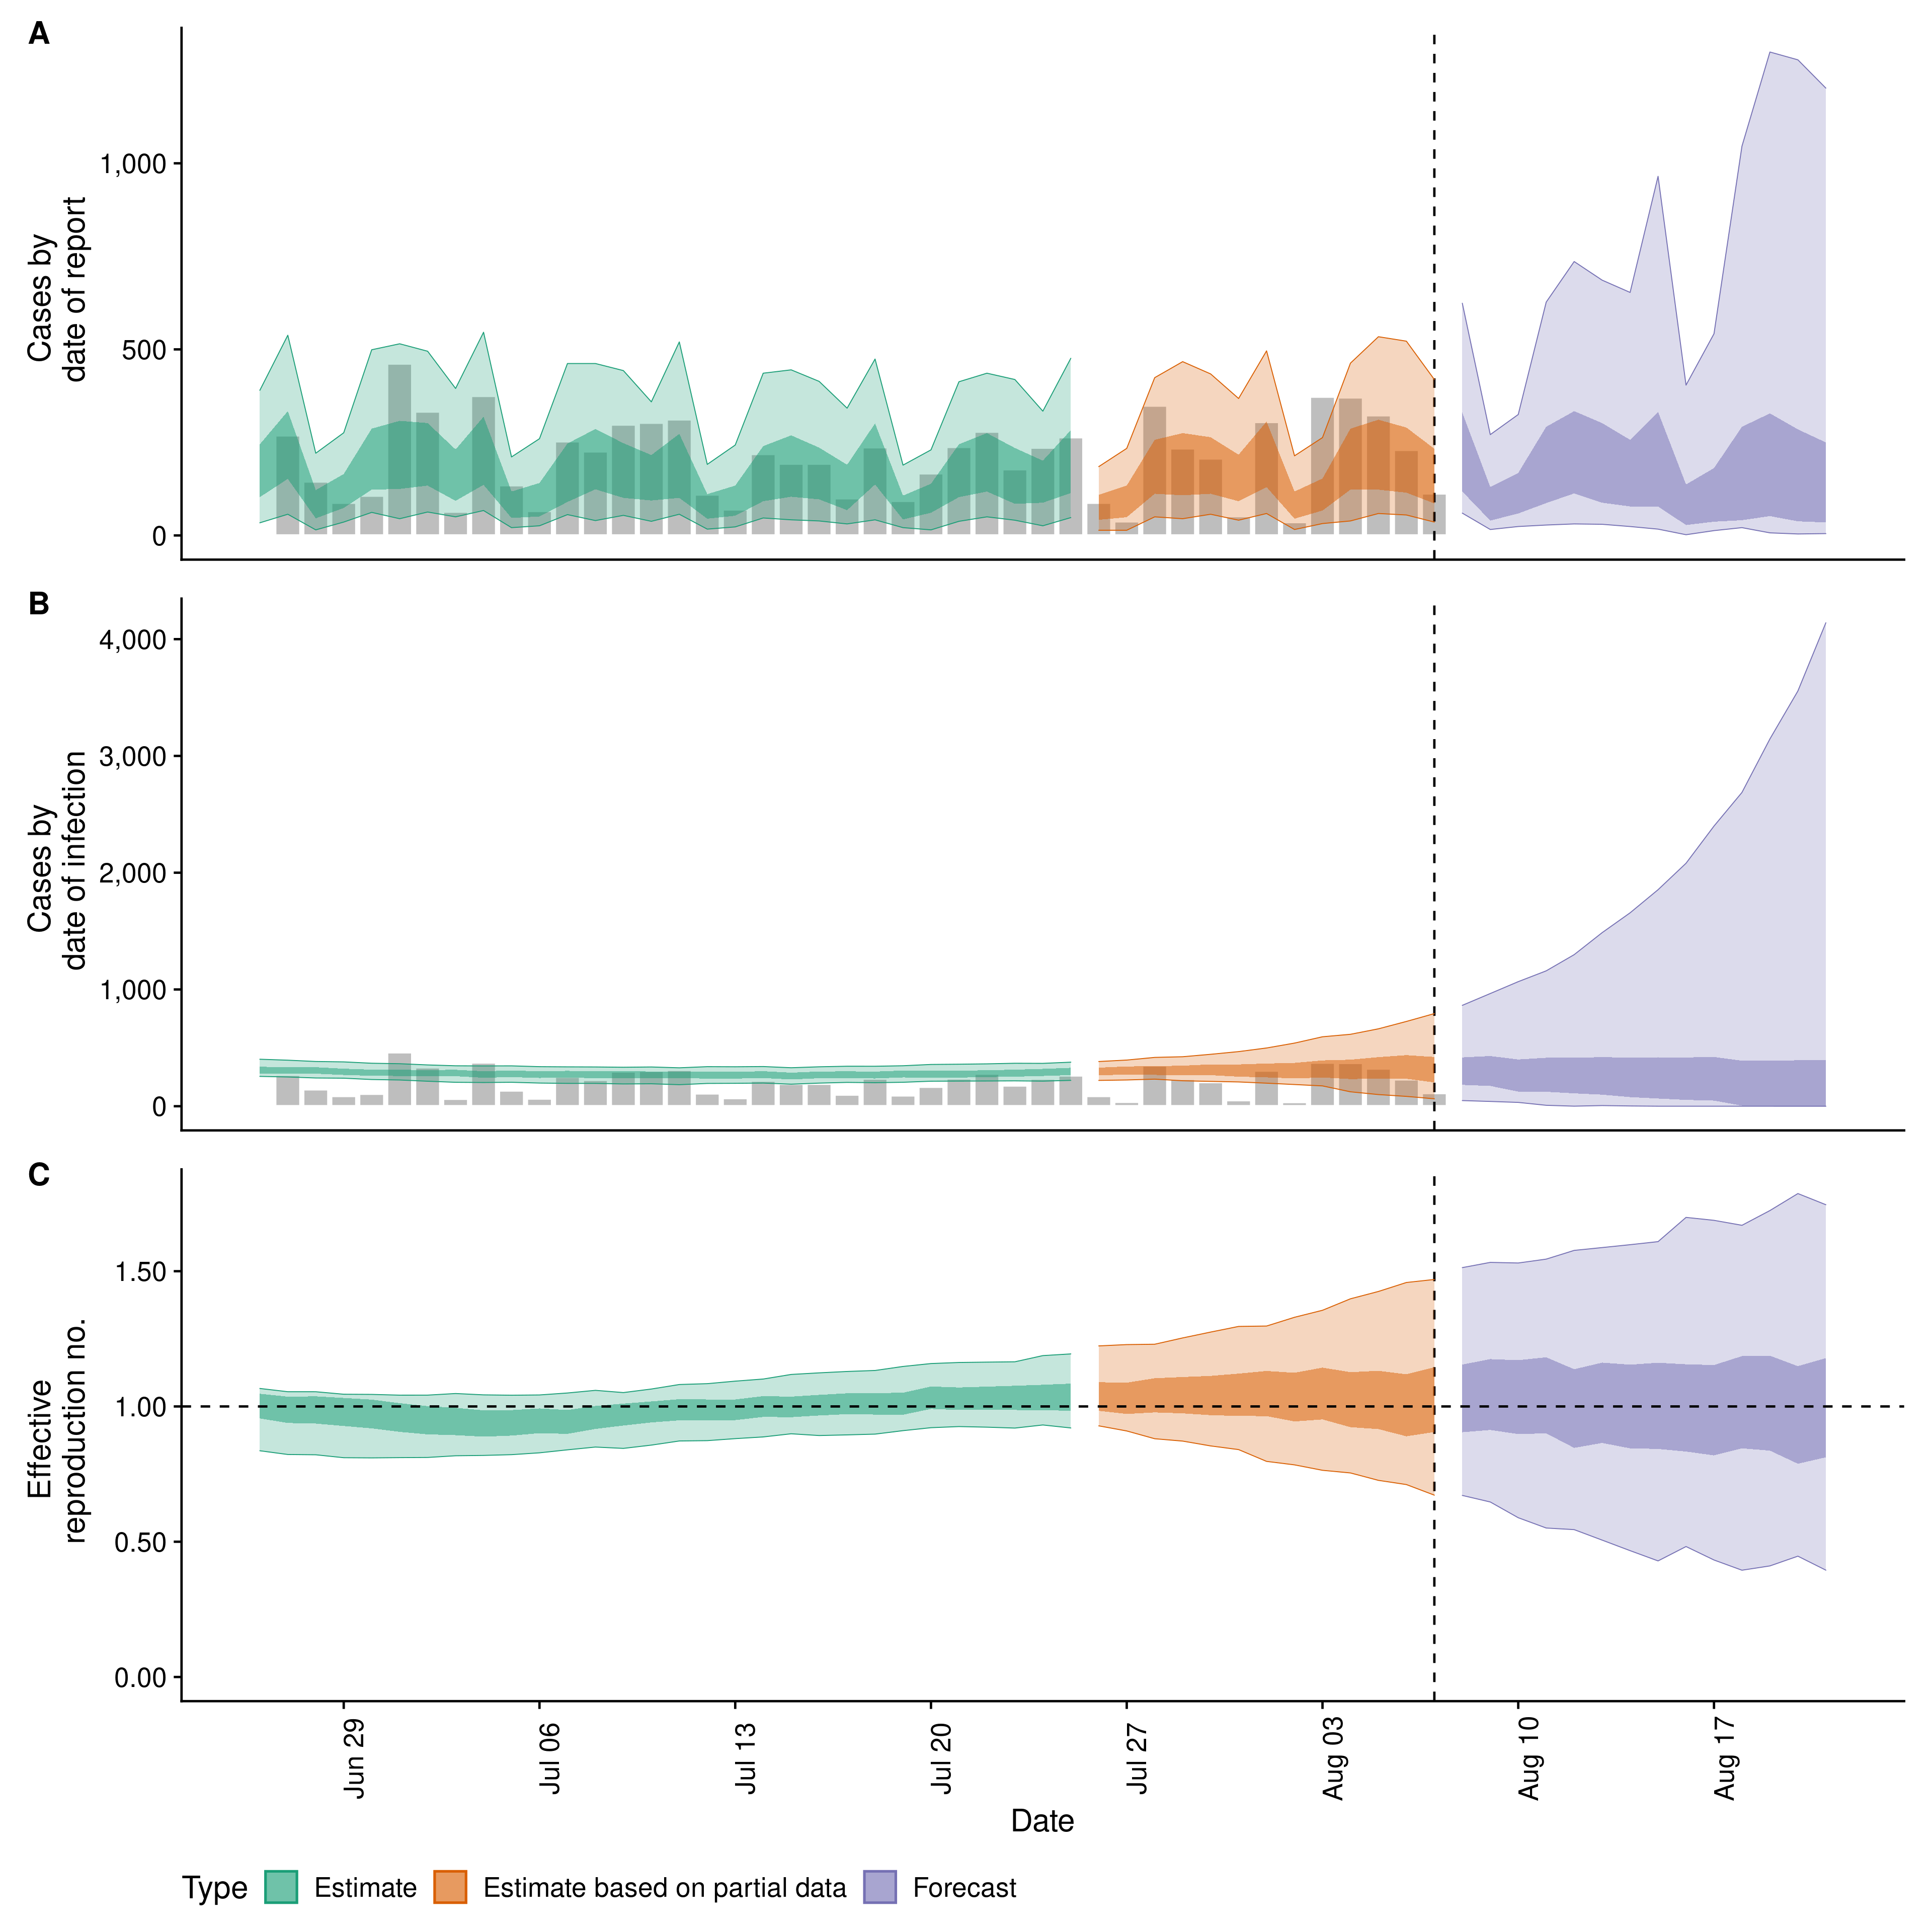 A
Cases by
date of report
1,000
500
0
B
Cases by
date of infection
4,000
3,000
2,000
1,000
0
C
Effective
reproduction no.
1.50
1.00
0.50
0.00
Jun 29
Jul 06
Jul 13
Jul 20
Jul 27
Aug 03
Aug 10
Aug 17
Date
Type Estimate Estimate based on partial data Forecast